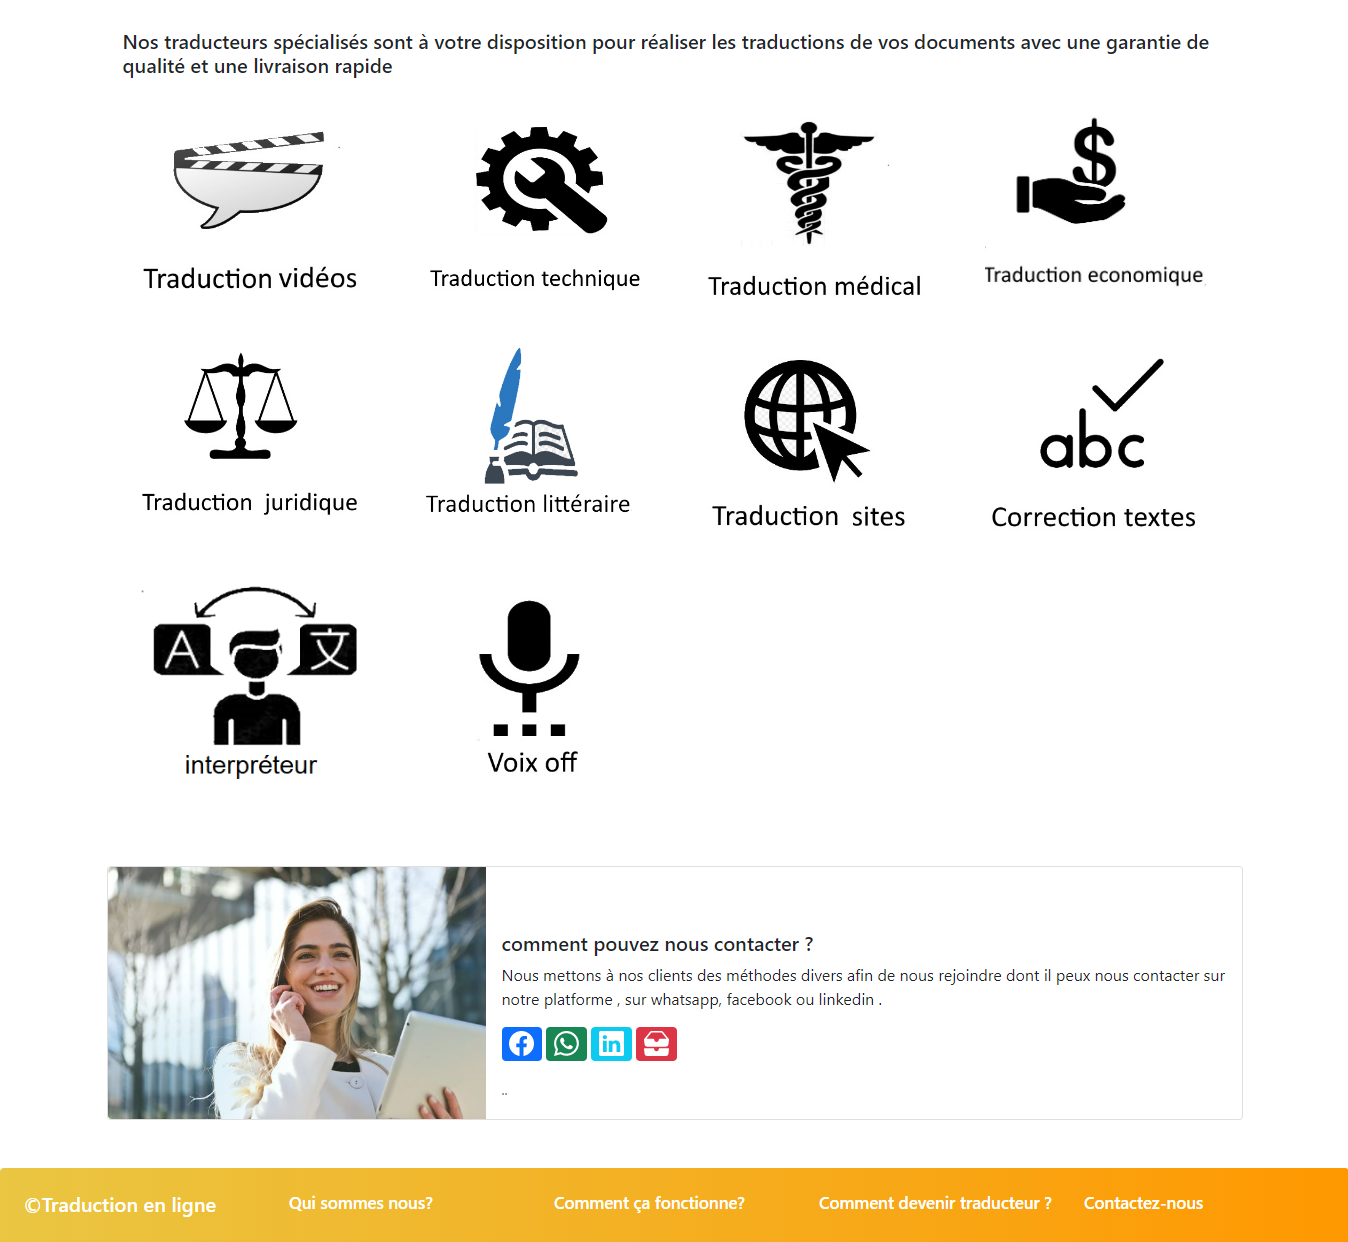 Nos traducteurs spécialisés sont à votre disposition pour réaliser les traductions de vos documents avec une garantie de
qualité et une livraison rapide
Traduction vidéos
Traduction technique
Traduction médical
Traduction economique
Traduction juridique
Traduction littéraire
abc
Traduction sites
Correction textes
A 文
interpréteur
Voix off
comment pouvez nous contacter ?
Nous mettons à nos clients des méthodes divers afin de nous rejoindre dont il peux nous contacter sur
notre platforme , sur whatsapp, facebook ou linkedin .
in
..
©Traduction en ligne
Qui sommes nous?
Comment ça fonctionne?
Comment devenir traducteur ?
Contactez-nous